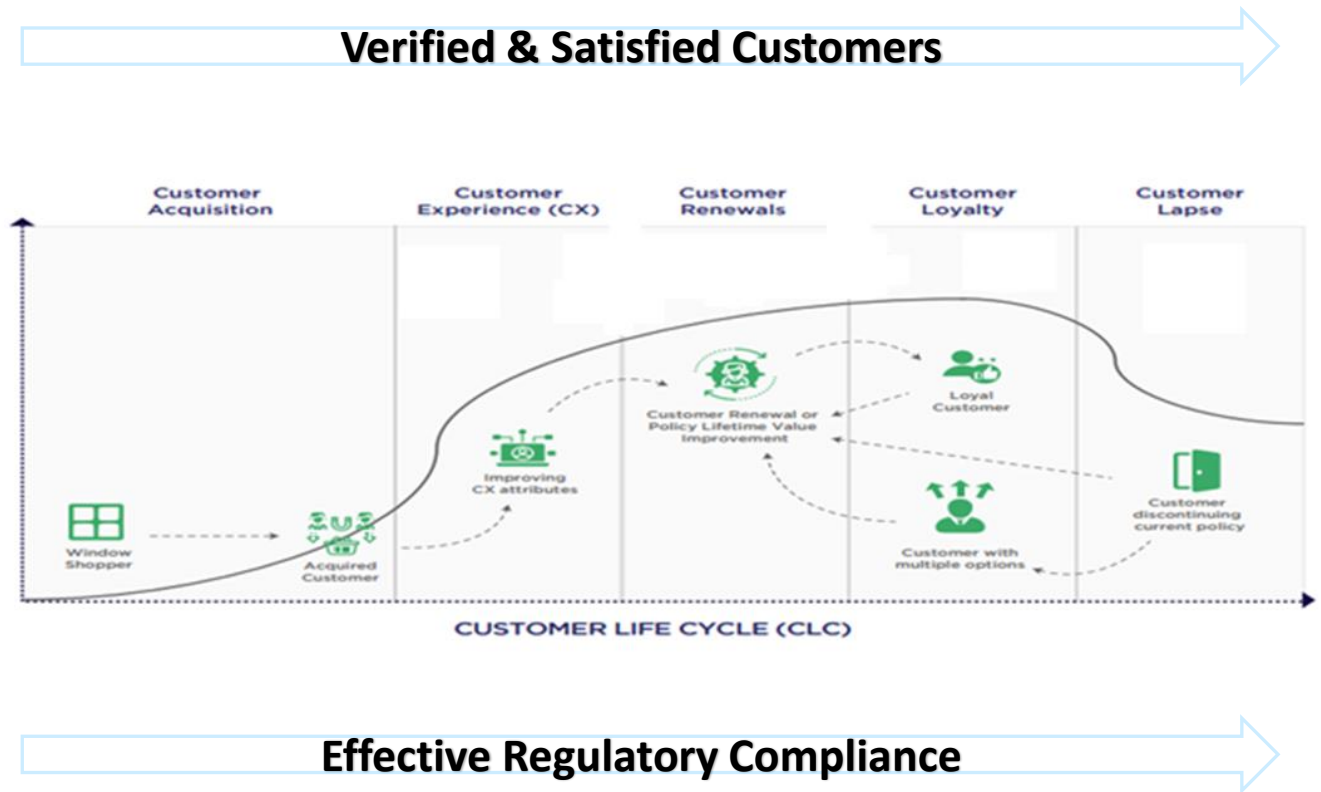 Verified & Satisfied Customers
Customer
Acquisition
Customer
Experience (CX)
Customer
Renewals
Customer
Loyalty
Customer
Lapse
Customer Renewal or
Policy Lifetime Value
Improvement
Loyal
Customer
Improving
CX attributes
Window
Shopper
Acquired
Customer
Customer with
multiple options
Customer
discontinuing
current policy
CUSTOMER LIFE CYCLE (CLC)
Effective Regulatory Compliance